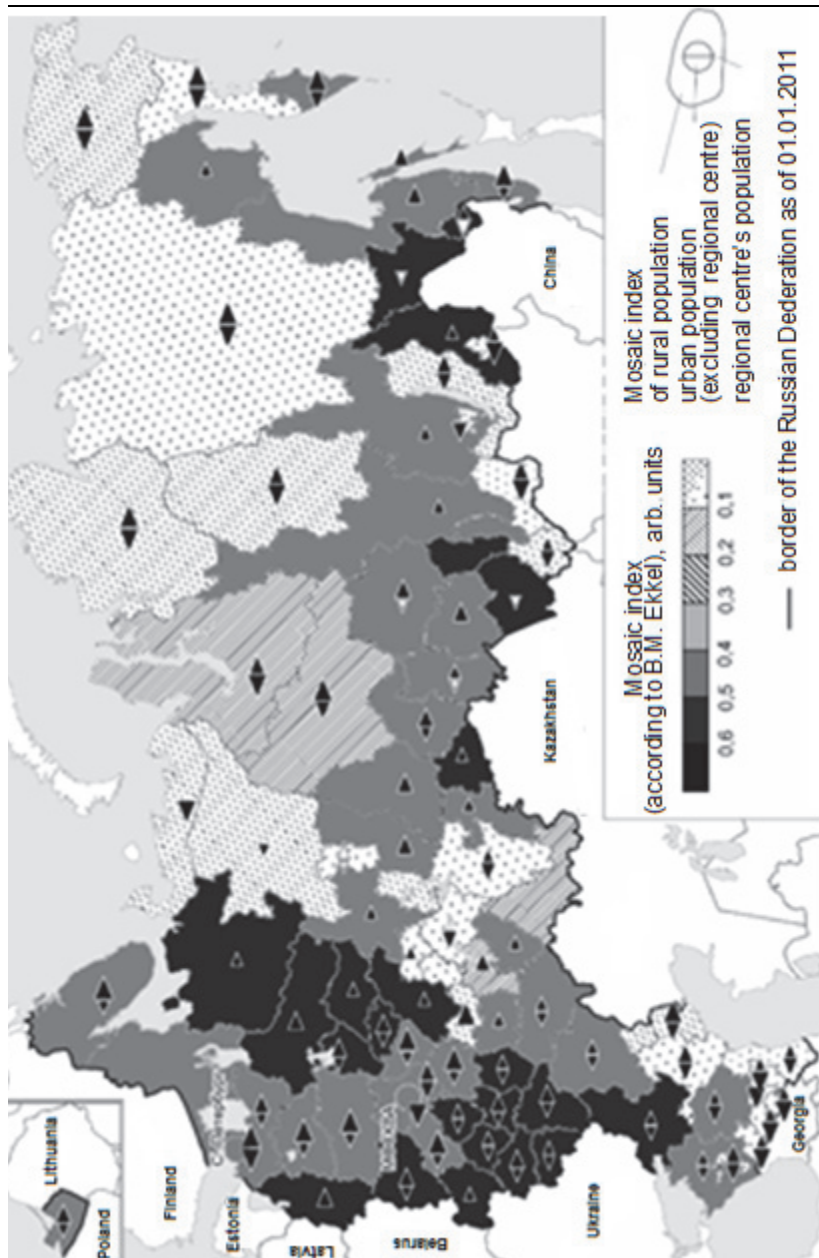 Lithuania
Poland
Finland
Estonia
Latvia
Belarus
Ukraine
Georgia
Kazakhstan
China
Mosaic index
(according to B.M. Ekkel), arb. units
0,6
0,5
0,4
0,3
0,2
0,1
Mosaic index
of rural population
urban population
(excluding regional centre)
regional centre's population
border of the Russian Dederation as of 01.01.2011